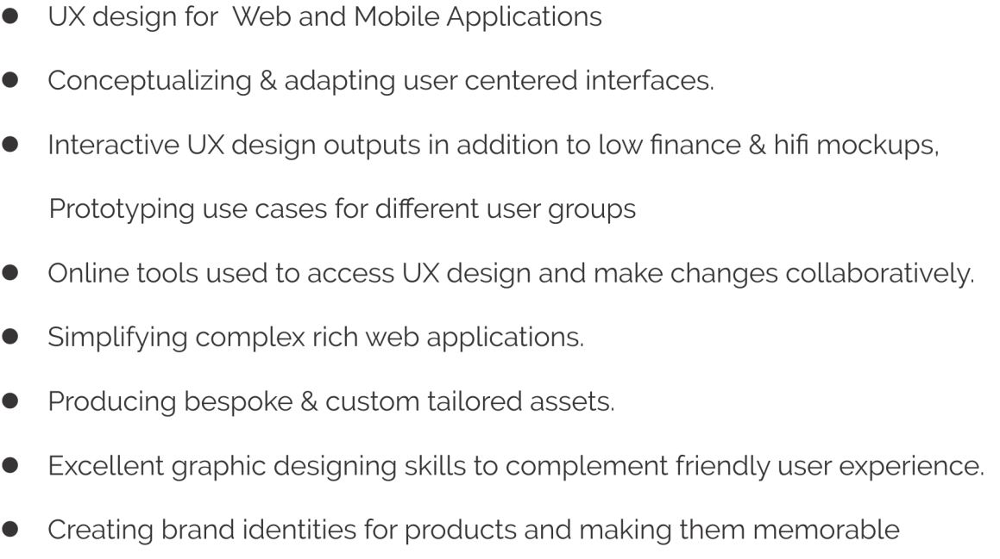 ● UX design for  Web and Mobile Applications
● Conceptualizing & adapting user centered interfaces.
● Interactive UX design outputs in addition to low finance & hifi mockups,
Prototyping use cases for different user groups
● Online tools used to access UX design and make changes collaboratively.
● Simplifying complex rich web applications.
● Producing bespoke & custom tailored assets.
● Excellent graphic designing skills to complement friendly user experience.
● Creating brand identities for products and making them memorable